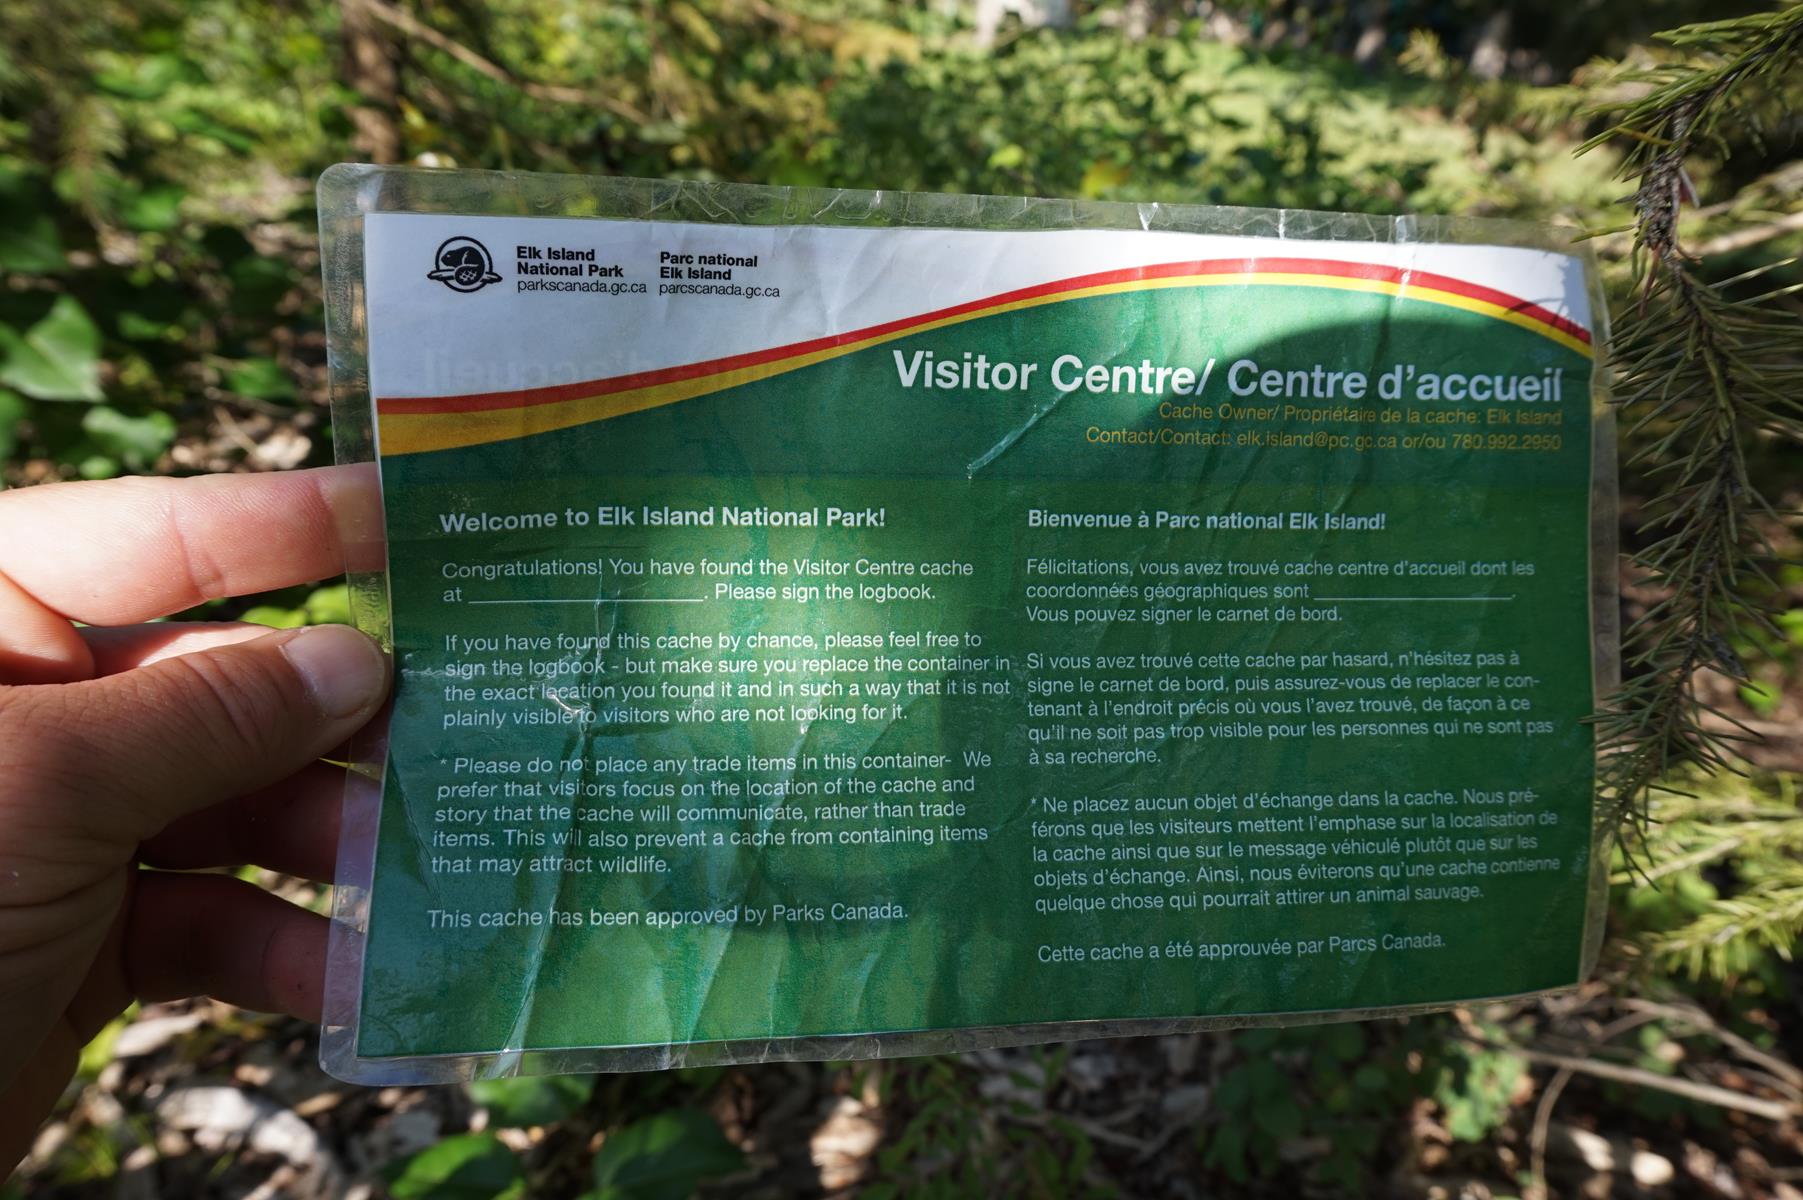 Elk Island
National Park
parkscanada.gc.ca
Parc national
Elk Island
parcscanada.gc.ca
Visitor Centre/ Centre d'accueil
Cache Owner/ Propriétaire de la cache: Elk Island
Contact/Contact: elk.island@pc.gc.ca or/ou 780.992.2950
Welcome to Elk Island National Park!
Congratulations! You have found the Visitor Centre cache
at ____________________. Please sign the logbook.
If you have found this cache by chance, please feel free to
sign the logbook - but make sure you replace the container in
the exact location you found it and in such a way that it is not
plainly visible to visitors who are not looking for it.
* Please do not place any trade items in this container- We
prefer that visitors focus on the location of the cache and
story that the cache will communicate, rather than trade
items. This will also prevent a cache from containing items
that may attract wildlife.
This cache has been approved by Parks Canada.
Bienvenue à Parc national Elk Island!
Félicitations, vous avez trouvé cache centre d'accueil dont les
coordonnées géographiques sont ____________________.
Vous pouvez signer le carnet de bord.
Si vous avez trouvé cette cache par hasard, n'hésitez pas à
signe le carnet de bord, puis assurez-vous de replacer le con-
tenant à l'endroit précis où vous l'avez trouvé, de façon à ce
qu'il ne soit pas trop visible pour les personnes qui ne sont pas
à sa recherche.
* Ne placez aucun objet d'échange dans la cache. Nous pré-
férons que les visiteurs mettent l'emphase sur la localisation de
la cache ainsi que sur le message véhiculé plutôt que sur les
objets d'échange. Ainsi, nous éviterons qu'une cache contienne
quelque chose qui pourrait attirer un animal sauvage.
Cette cache a été approuvée par Parcs Canada.